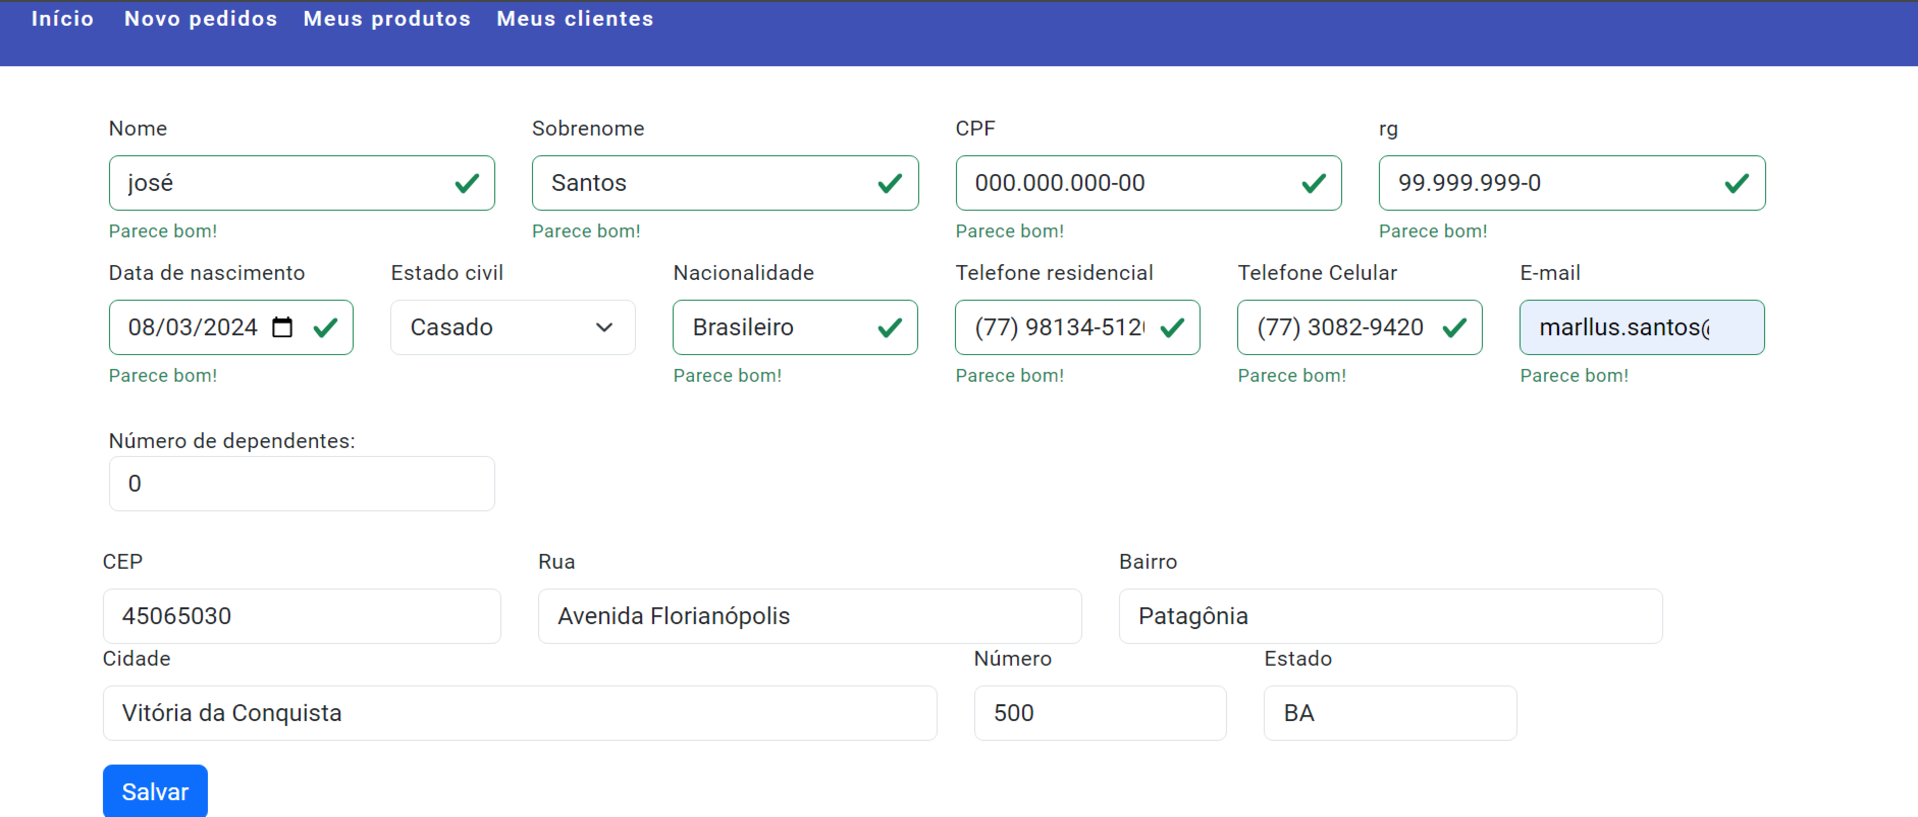 Início Novo pedidos Meus produtos Meus clientes
Nome Sobrenome CPF rg
josé Santos 000.000.000-00 99.999.999-0
Parece bom! Parece bom! Parece bom! Parece bom!
Data de nascimento Estado civil Nacionalidade Telefone residencial Telefone Celular E-mail
08/03/2024 Casado Brasileiro (77) 98134-512 (77) 3082-9420 marllus.santos@
Parece bom! Parece bom! Parece bom! Parece bom! Parece bom!
Número de dependentes:
0
CEP Rua Bairro
45065030 Avenida Florianópolis Patagônia
Cidade Número Estado
Vitória da Conquista 500 BA
Salvar